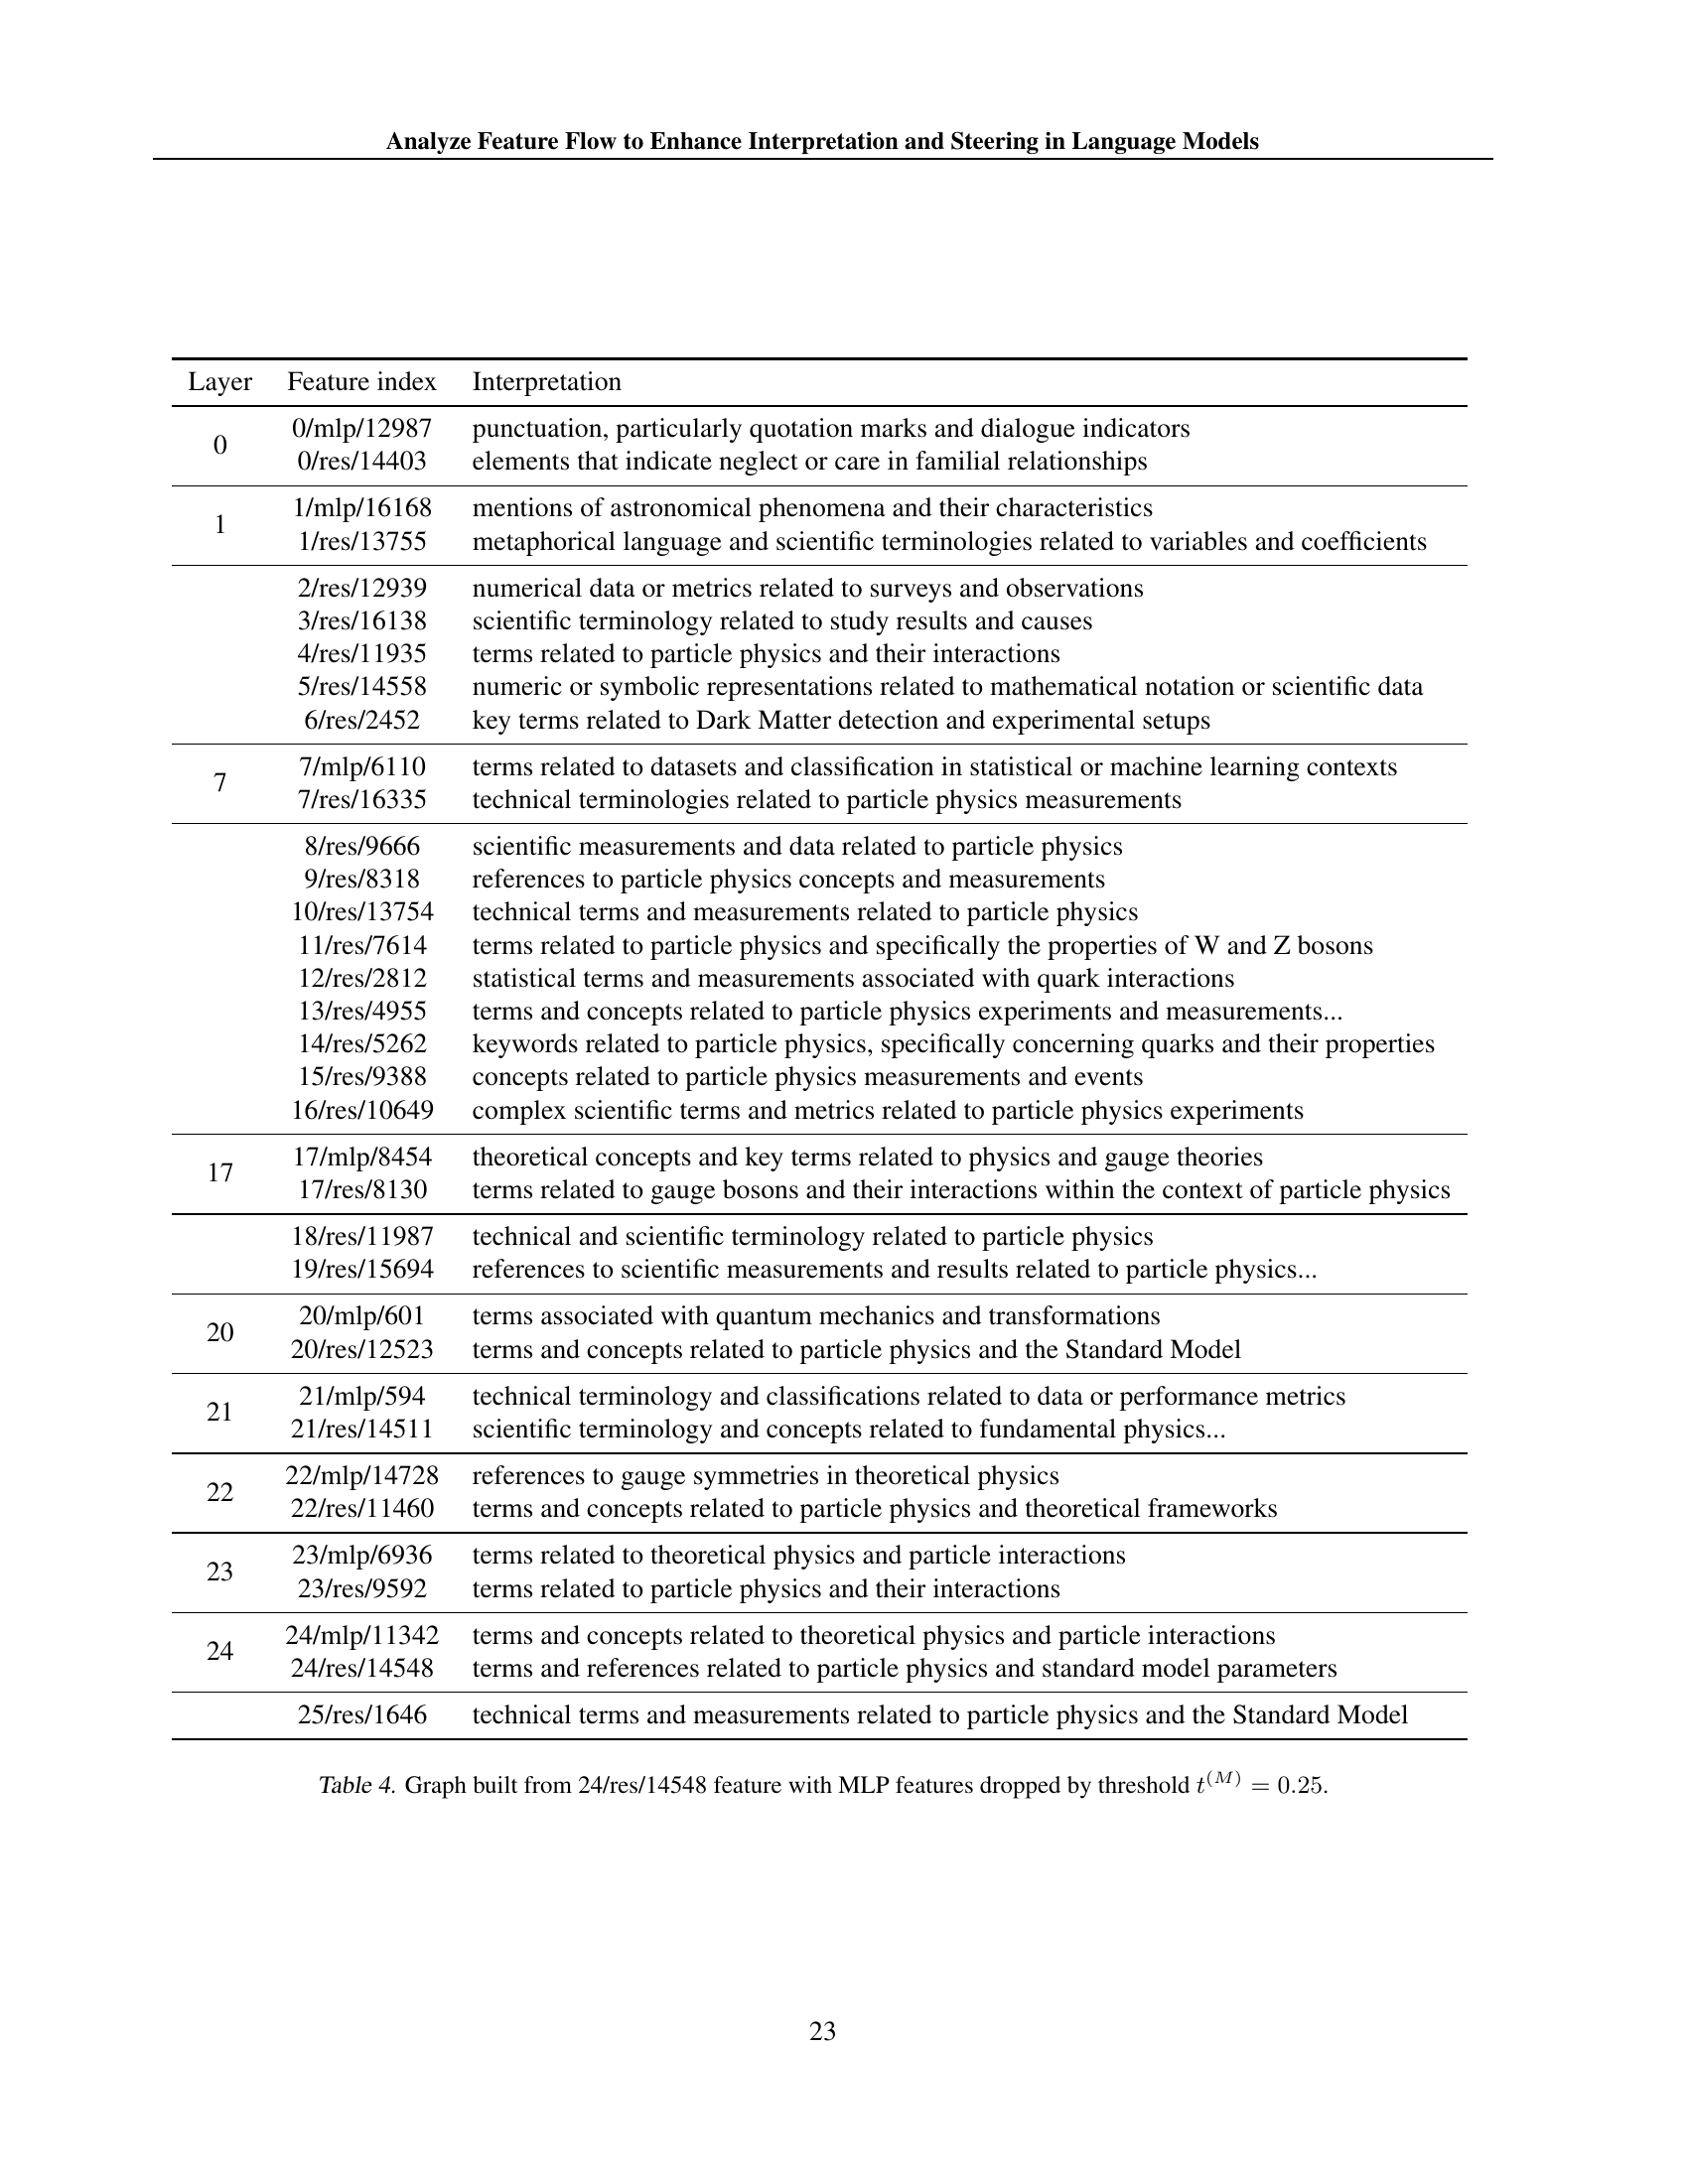 Analyze Feature Flow to Enhance Interpretation and Steering in Language Models
Layer Feature index Interpretation
0
0/mlp/12987 punctuation, particularly quotation marks and dialogue indicators
0/res/14403 elements that indicate neglect or care in familial relationships
1
1/mlp/16168 mentions of astronomical phenomena and their characteristics
1/res/13755 metaphorical language and scientific terminologies related to variables and coefficients
2/res/12939 numerical data or metrics related to surveys and observations
3/res/16138 scientific terminology related to study results and causes
4/res/11935 terms related to particle physics and their interactions
5/res/14558 numeric or symbolic representations related to mathematical notation or scientific data
6/res/2452 key terms related to Dark Matter detection and experimental setups
7
7/mlp/6110 terms related to datasets and classification in statistical or machine learning contexts
7/res/16335 technical terminologies related to particle physics measurements
8/res/9666 scientific measurements and data related to particle physics
9/res/8318 references to particle physics concepts and measurements
10/res/13754 technical terms and measurements related to particle physics
11/res/7614 terms related to particle physics and specifically the properties of W and Z bosons
12/res/2812 statistical terms and measurements associated with quark interactions
13/res/4955 terms and concepts related to particle physics experiments and measurements...
14/res/5262 keywords related to particle physics, specifically concerning quarks and their properties
15/res/9388 concepts related to particle physics measurements and events
16/res/10649 complex scientific terms and metrics related to particle physics experiments
17
17/mlp/8454 theoretical concepts and key terms related to physics and gauge theories
17/res/8130 terms related to gauge bosons and their interactions within the context of particle physics
18/res/11987 technical and scientific terminology related to particle physics
19/res/15694 references to scientific measurements and results related to particle physics...
20
20/mlp/601 terms associated with quantum mechanics and transformations
20/res/12523 terms and concepts related to particle physics and the Standard Model
21
21/mlp/594 technical terminology and classifications related to data or performance metrics
21/res/14511 scientific terminology and concepts related to fundamental physics...
22
22/mlp/14728 references to gauge symmetries in theoretical physics
22/res/11460 terms and concepts related to particle physics and theoretical frameworks
23
23/mlp/6936 terms related to theoretical physics and particle interactions
23/res/9592 terms related to particle physics and their interactions
24
24/mlp/11342 terms and concepts related to theoretical physics and particle interactions
24/res/14548 terms and references related to particle physics and standard model parameters
25/res/1646 technical terms and measurements related to particle physics and the Standard Model
Table 4. Graph built from 24/res/14548 feature with MLP features dropped by threshold t(M) = 0.25.
23